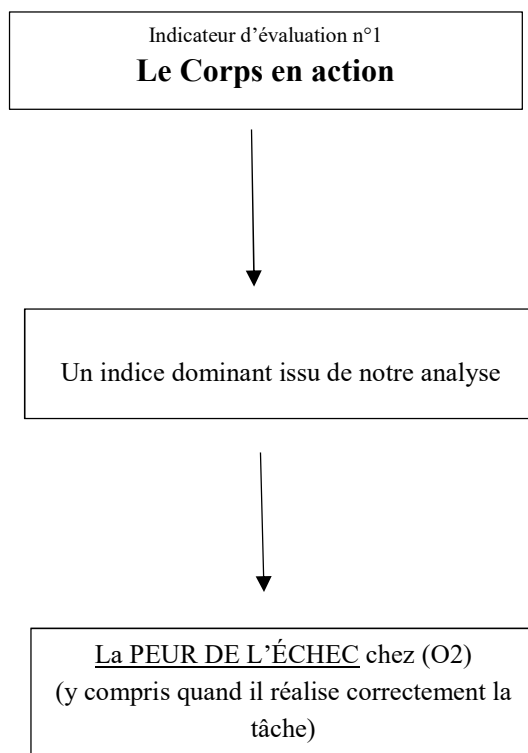 Indicateur d’évaluation n°1
Le Corps en action
Un indice dominant issu de notre analyse
La PEUR DE L’ÉCHEC chez (O2)
(y compris quand il réalise correctement la
tâche)